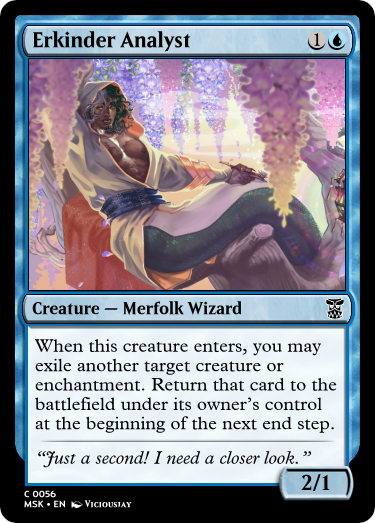 Erkinder Analyst 1
Creature — Merfolk Wizard
When this creature enters, you may
exile another target creature or
enchantment. Return that card to the
battlefield under its owner's control
at the beginning of the next end step.
"Just a second! I need a closer look."
2/1
C 0056
MSK • EN Viciousjay